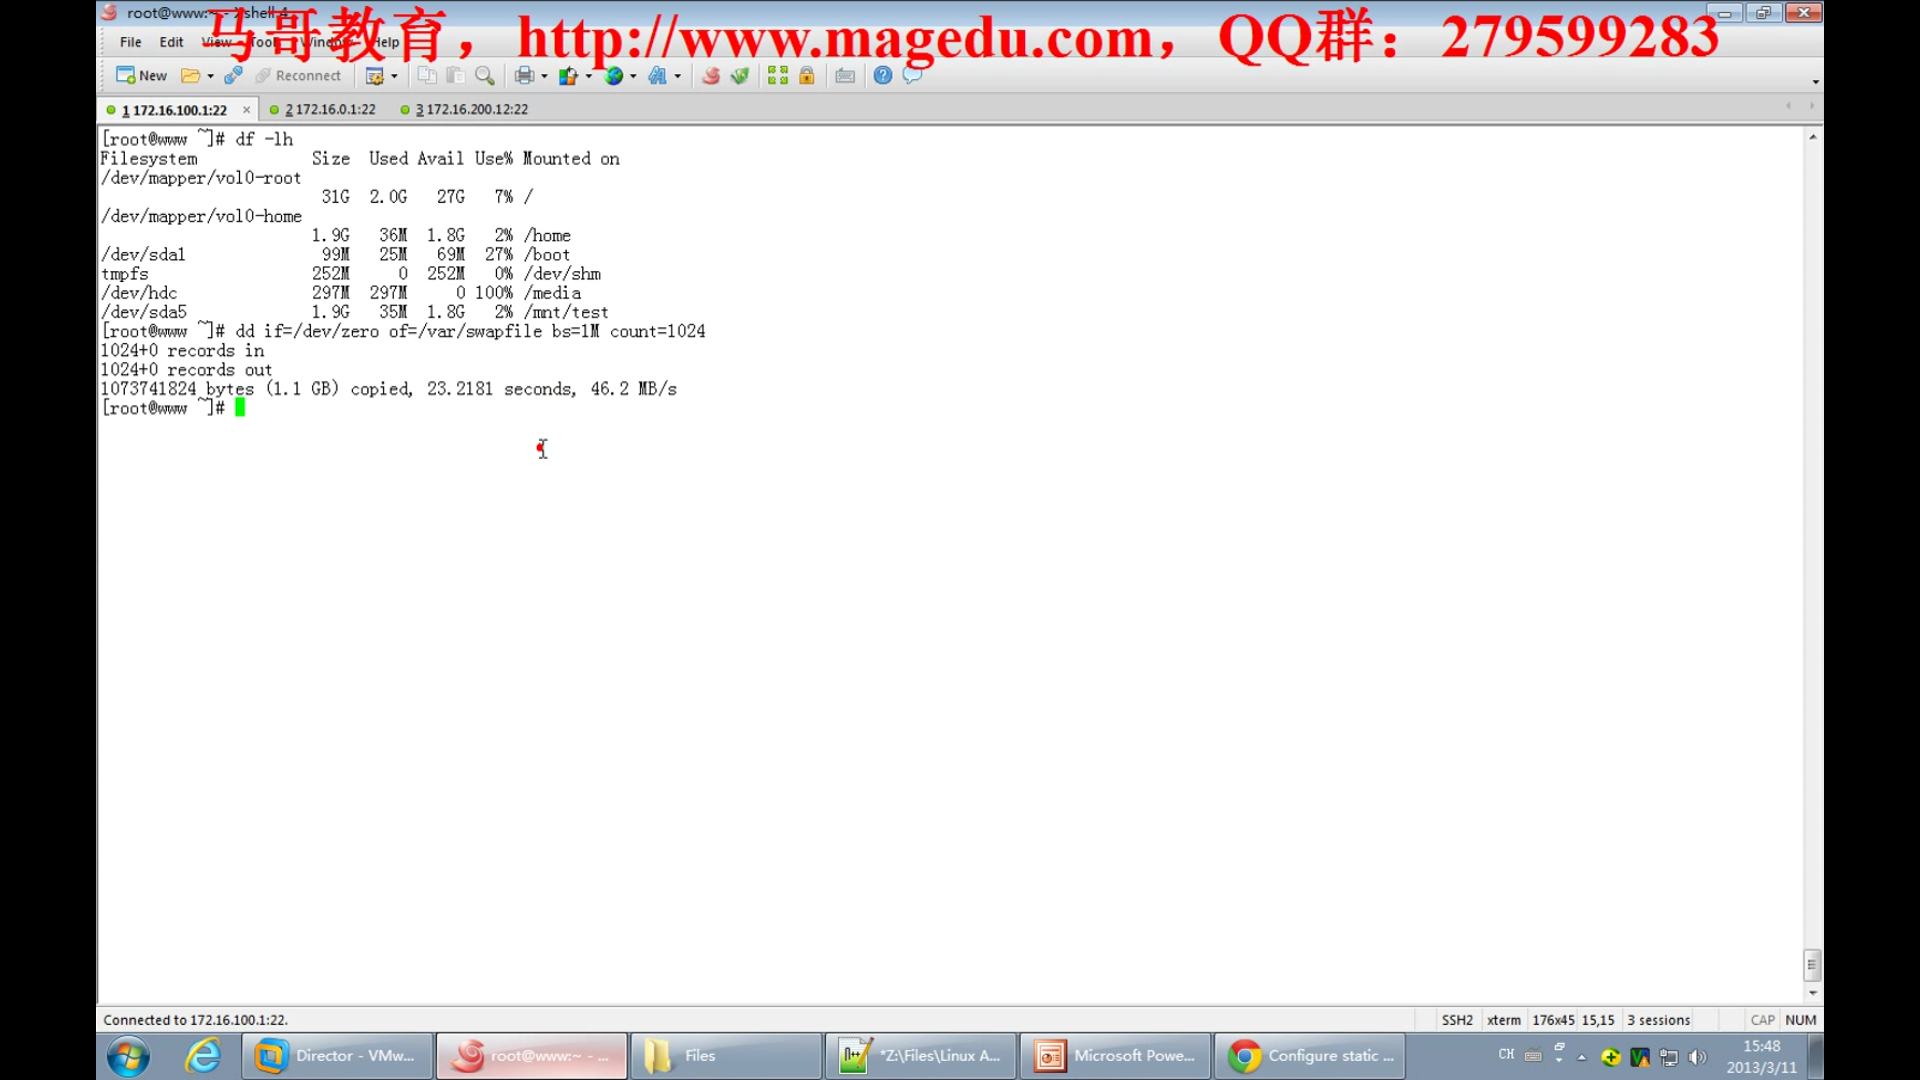 root@www:~ - Xshell 4
马哥教育，http://www.magedu.com，QQ群：279599283
File Edit View Tools Window Help
New Reconnect
1 172.16.100.1:22 2 172.16.0.1:22 3 172.16.200.12:22
[root@www ~]# df -lh
Filesystem Size Used Avail Use% Mounted on
/dev/mapper/vol0-root
31G 2.0G 27G 7% /
/dev/mapper/vol0-home
1.9G 36M 1.8G 2% /home
/dev/sda1 99M 25M 69M 27% /boot
tmpfs 252M 0 252M 0% /dev/shm
/dev/hdc 297M 297M 0 100% /media
/dev/sda5 1.9G 35M 1.8G 2% /mnt/test
[root@www ~]# dd if=/dev/zero of=/var/swapfile bs=1M count=1024
1024+0 records in
1024+0 records out
1073741824 bytes (1.1 GB) copied, 23.2181 seconds, 46.2 MB/s
[root@www ~]#
Connected to 172.16.100.1:22.
SSH2 xterm 176x45 15,15 3 sessions CAP NUM
Director - VMw... root@www:~ - ... Files *Z:\Files\Linux A... Microsoft Powe... Configure static ... CH 15:48
2013/3/11